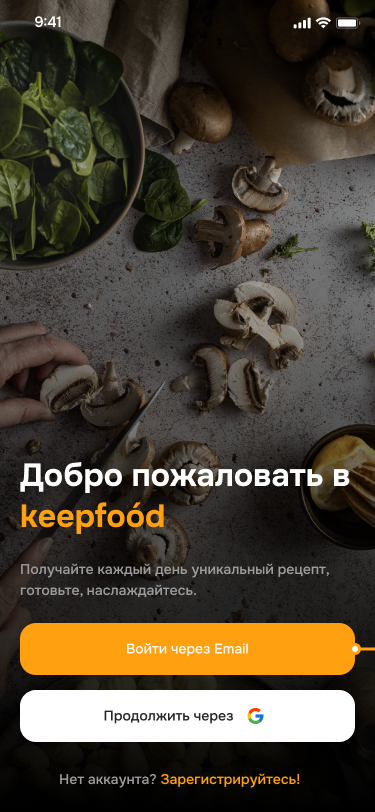 9:41
Добро пожаловать в
keepfoód
Получайте каждый день уникальный рецепт,
готовьте, наслаждайтесь.
Войти через Email
Продолжить через
Нет аккаунта? Зарегистрируйтесь!